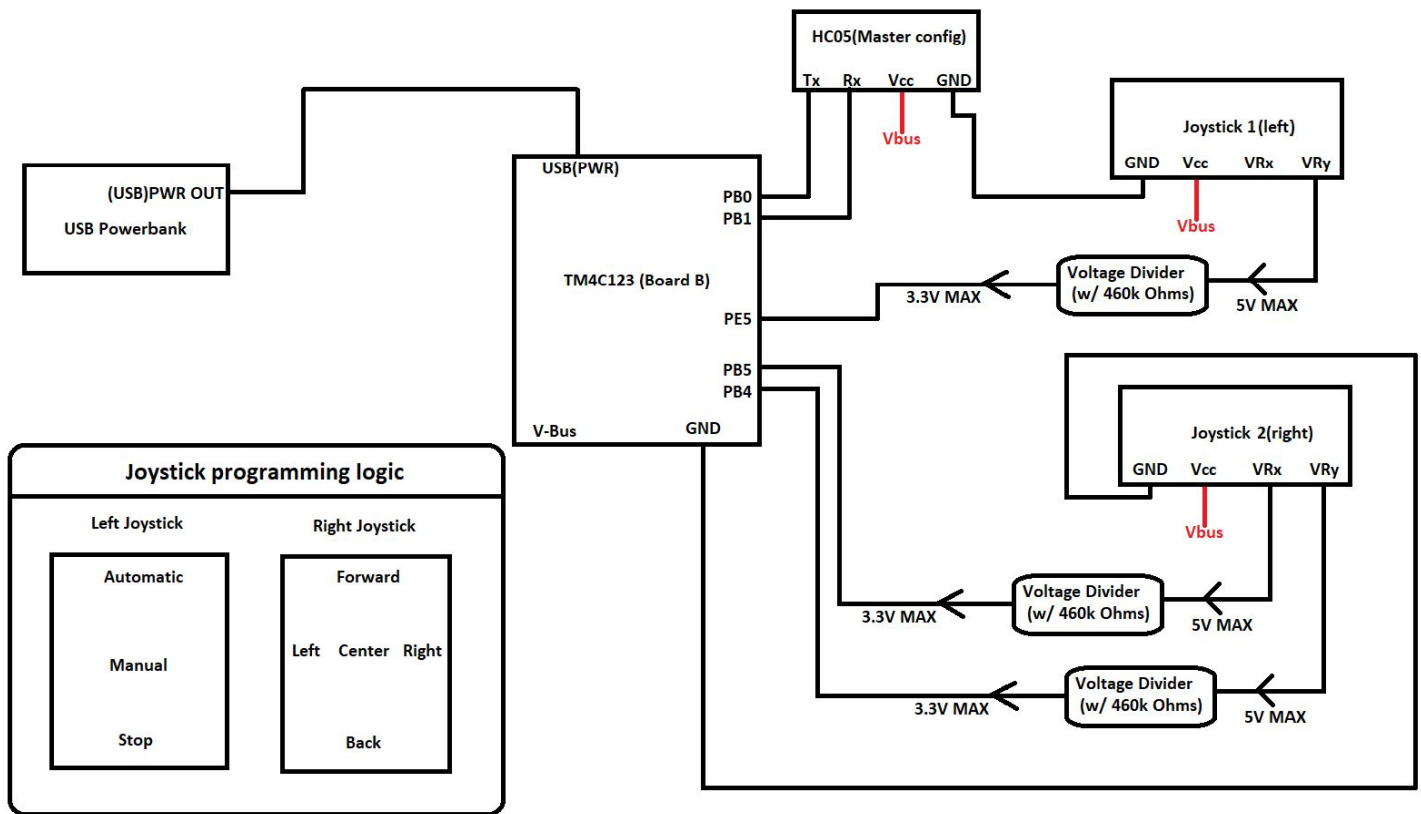 HC05(Master config)
Tx Rx Vcc GND
Vbus
Joystick 1(left)
GND Vcc VRx VRy
Vbus
(USB)PWR OUT
USB Powerbank
USB(PWR)
PB0
PB1
TM4C123 (Board B)
PE5
PB5
PB4
V-Bus
GND
Voltage Divider
(w/ 460k Ohms)
3.3V MAX
5V MAX
Joystick 2(right)
GND Vcc VRx VRy
Vbus
Voltage Divider
(w/ 460k Ohms)
3.3V MAX
5V MAX
Voltage Divider
(w/ 460k Ohms)
3.3V MAX
5V MAX
Joystick programming logic
Left Joystick
Automatic
Manual
Stop
Right Joystick
Forward
Left Center Right
Back